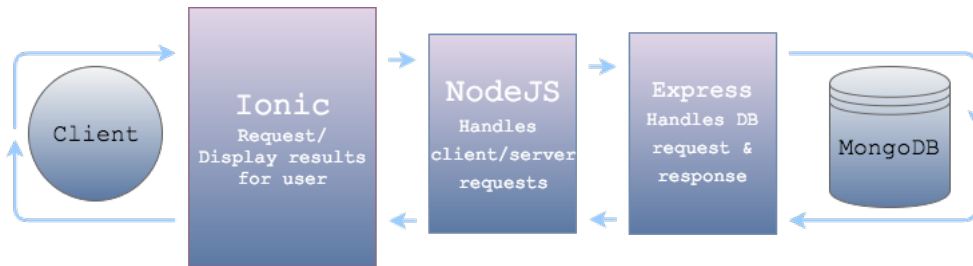 Client
Ionic
Request/
Display results
for user
NodeJS
Handles
client/server
requests
Express
Handles DB
request &
response
MongoDB